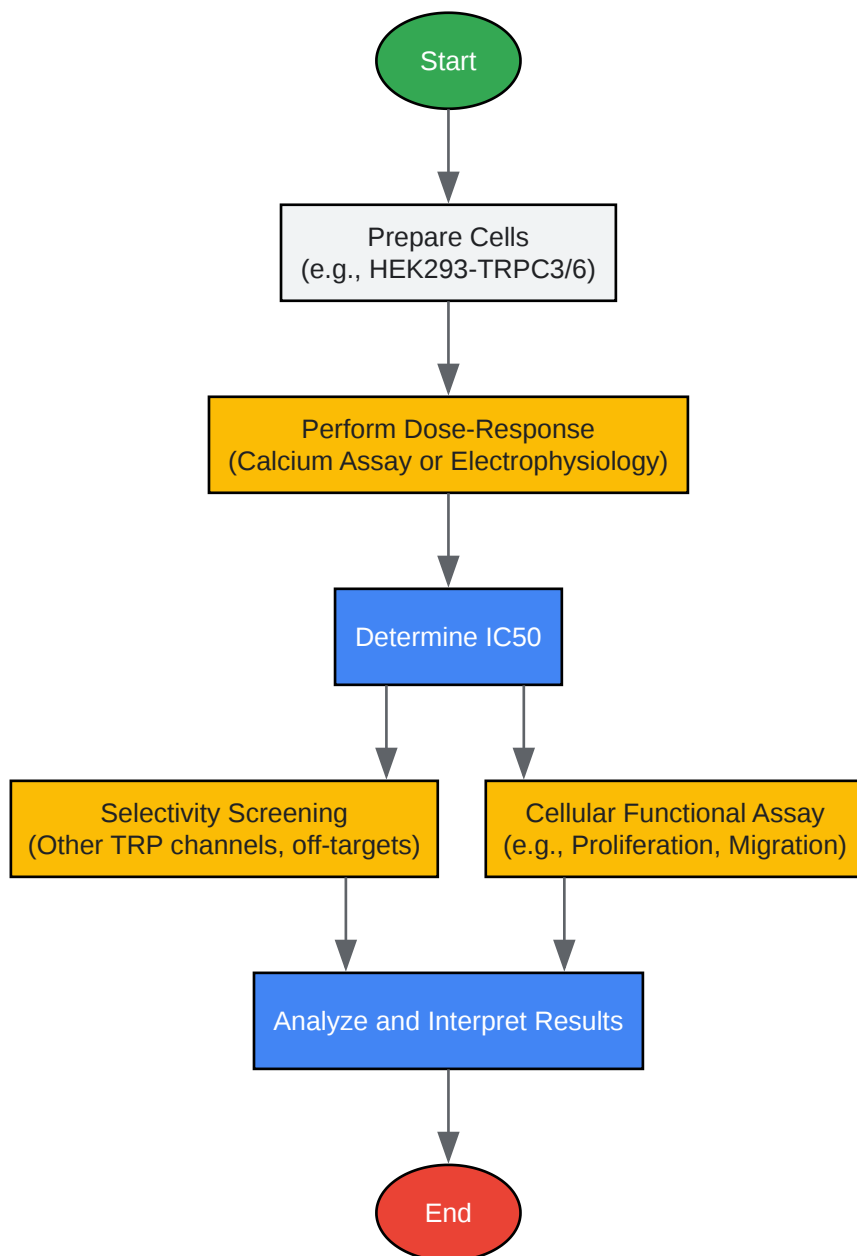 Start
Prepare Cells
(e.g., HEK293-TRPC3/6)
Perform Dose-Response
(Calcium Assay or Electrophysiology)
Determine IC50
Selectivity Screening
(Other TRP channels, off-targets)
Cellular Functional Assay
(e.g., Proliferation, Migration)
Analyze and Interpret Results
End